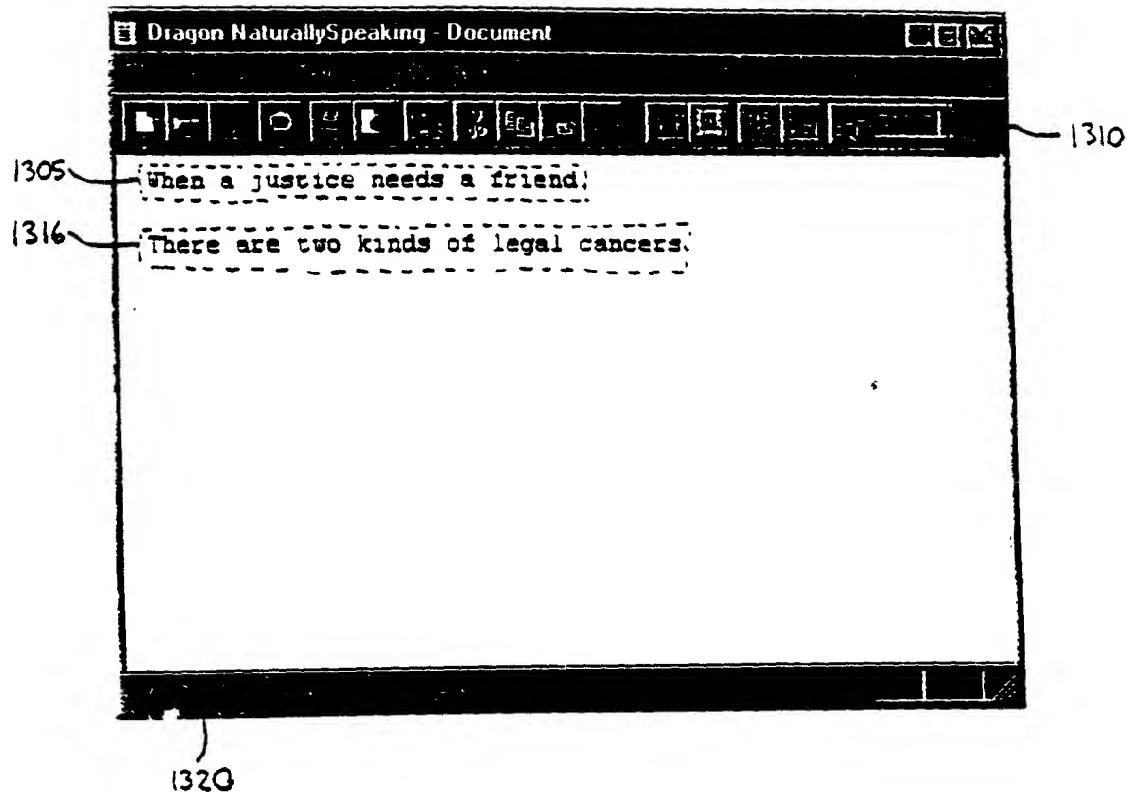 Dragon NaturallySpeaking - Document
1310
1305
When a justice needs a friend.
1316
There are two kinds of legal cancers.
1320